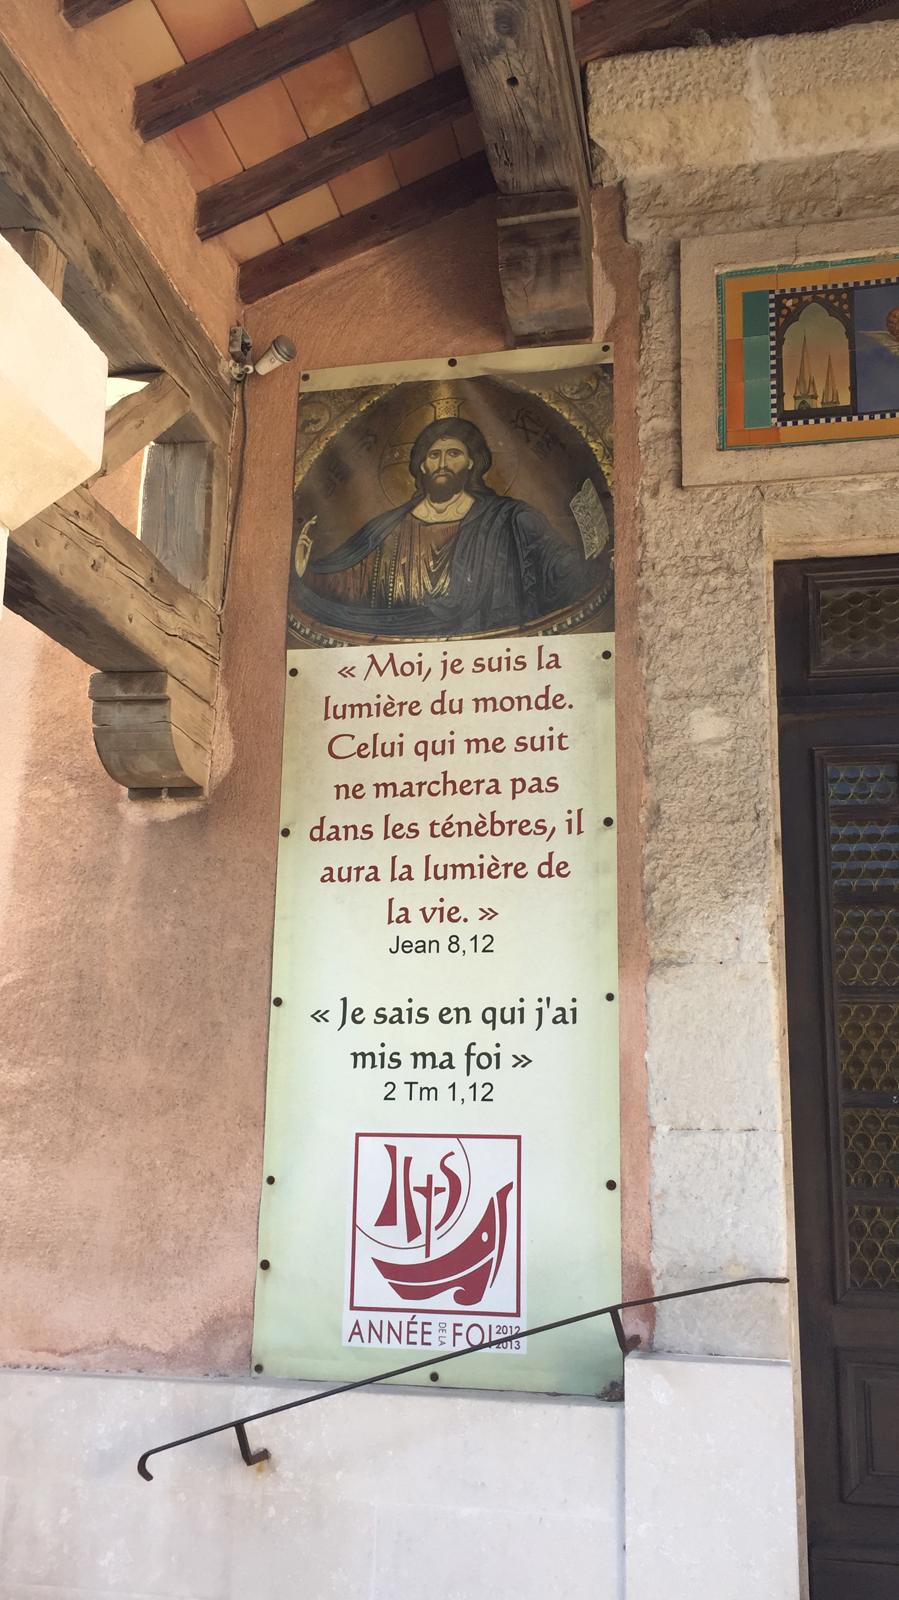 « Moi, je suis la
lumière du monde.
Celui qui me suit
ne marchera pas
dans les ténèbres, il
aura la lumière de
la vie. »
Jean 8,12
« Je sais en qui j'ai
mis ma foi »
2 Tm 1,12
IHS
ANNÉE DE LA FOI 2012 2013